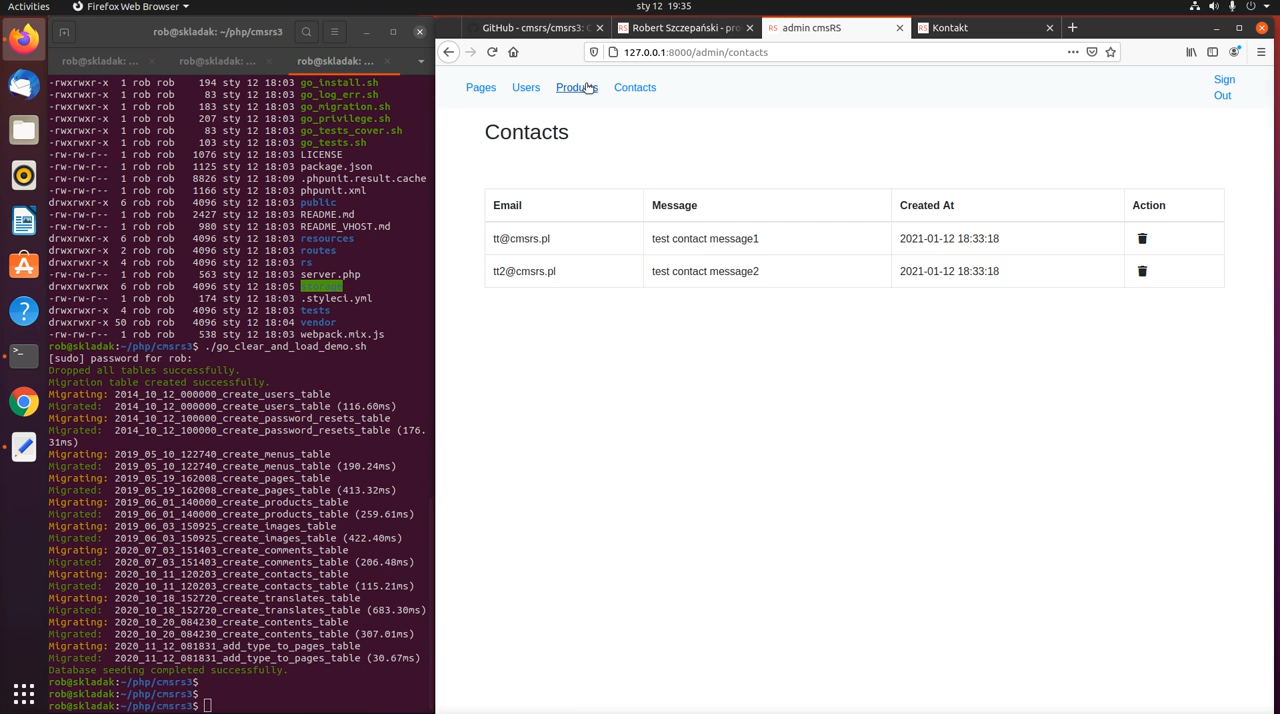 Activities
Firefox Web Browser
sty 12 19:35
rob@skladak: ~/php/cmsrs3
rob@skladak: ~/...
rob@skladak: ~/...
rob@skladak: ~/...
-rwxrwxr-x 1 rob rob 194 sty 12 18:03 go_install.sh
-rwxrwxr-x 1 rob rob 83 sty 12 18:03 go_log_err.sh
-rwxrwxr-x 1 rob rob 183 sty 12 18:03 go_migration.sh
-rwxrwxr-x 1 rob rob 207 sty 12 18:03 go_privilege.sh
-rwxrwxr-x 1 rob rob 83 sty 12 18:03 go_tests_cover.sh
-rwxrwxr-x 1 rob rob 103 sty 12 18:03 go_tests.sh
-rw-rw-r-- 1 rob rob 1076 sty 12 18:03 LICENSE
-rw-rw-r-- 1 rob rob 1125 sty 12 18:03 package.json
-rw-rw-r-- 1 rob rob 8826 sty 12 18:09 .phpunit.result.cache
-rw-rw-r-- 1 rob rob 1166 sty 12 18:03 phpunit.xml
drwxrwxr-x 6 rob rob 4096 sty 12 18:03 public
-rw-rw-r-- 1 rob rob 2427 sty 12 18:03 README.md
-rw-rw-r-- 1 rob rob 980 sty 12 18:03 README_VHOST.md
drwxrwxr-x 6 rob rob 4096 sty 12 18:03 resources
drwxrwxr-x 2 rob rob 4096 sty 12 18:03 routes
drwxrwxr-x 4 rob rob 4096 sty 12 18:03 rs
-rw-rw-r-- 1 rob rob 563 sty 12 18:03 server.php
drwxrwxrwx 6 rob rob 4096 sty 12 18:05 storage
-rw-rw-r-- 1 rob rob 174 sty 12 18:03 .styleci.yml
drwxrwxr-x 4 rob rob 4096 sty 12 18:03 tests
drwxrwxr-x 50 rob rob 4096 sty 12 18:04 vendor
-rw-rw-r-- 1 rob rob 538 sty 12 18:03 webpack.mix.js
rob@skladak:~/php/cmsrs3$ ./go_clear_and_load_demo.sh
[sudo] password for rob:
Dropped all tables successfully.
Migration table created successfully.
Migrating: 2014_10_12_000000_create_users_table
Migrated: 2014_10_12_000000_create_users_table (116.60ms)
Migrating: 2014_10_12_100000_create_password_resets_table
Migrated: 2014_10_12_100000_create_password_resets_table (176.
31ms)
Migrating: 2019_05_10_122740_create_menus_table
Migrated: 2019_05_10_122740_create_menus_table (190.24ms)
Migrating: 2019_05_19_162008_create_pages_table
Migrated: 2019_05_19_162008_create_pages_table (413.32ms)
Migrating: 2019_06_01_140000_create_products_table
Migrated: 2019_06_01_140000_create_products_table (259.61ms)
Migrating: 2019_06_03_150925_create_images_table
Migrated: 2019_06_03_150925_create_images_table (422.40ms)
Migrating: 2020_07_03_151403_create_comments_table
Migrated: 2020_07_03_151403_create_comments_table (206.48ms)
Migrating: 2020_10_11_120203_create_contacts_table
Migrated: 2020_10_11_120203_create_contacts_table (115.21ms)
Migrating: 2020_10_18_152720_create_translates_table
Migrated: 2020_10_18_152720_create_translates_table (683.30ms)
Migrating: 2020_10_20_084230_create_contents_table
Migrated: 2020_10_20_084230_create_contents_table (307.01ms)
Migrating: 2020_11_12_081831_add_type_to_pages_table
Migrated: 2020_11_12_081831_add_type_to_pages_table (30.67ms)
Database seeding completed successfully.
rob@skladak:~/php/cmsrs3$
rob@skladak:~/php/cmsrs3$
rob@skladak:~/php/cmsrs3$
GitHub - cmsrs/cmsrs3: C
RS Robert Szczepański - pro
RS admin cmsRS
RS Kontakt
127.0.0.1:8000/admin/contacts
Pages Users Products Contacts
Sign
Out
Contacts
Email Message Created At Action
tt@cmsrs.pl test contact message1 2021-01-12 18:33:18
tt2@cmsrs.pl test contact message2 2021-01-12 18:33:18